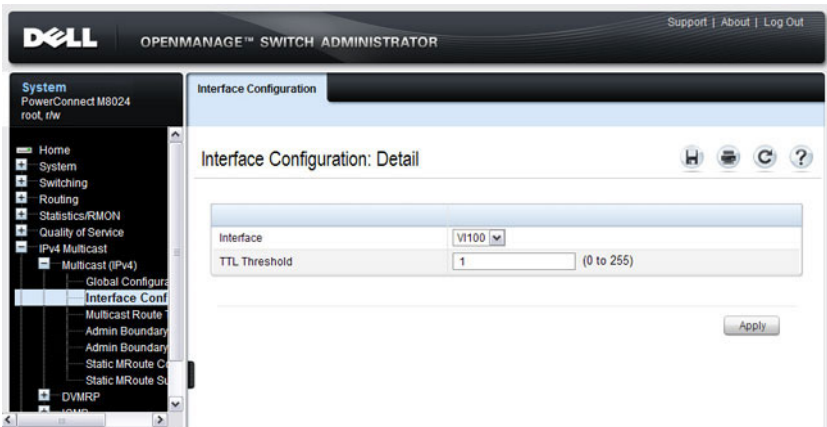 Support | About | Log Out
DELL
OPENMANAGE™ SWITCH ADMINISTRATOR
System
PowerConnect M8024
root, r/w
Interface Configuration
Home
System
Switching
Routing
Statistics/RMON
Quality of Service
IPv4 Multicast
Multicast (IPv4)
Global Configura
Interface Conf
Multicast Route
Admin Boundary
Admin Boundary
Static MRoute Co
Static MRoute Su
DVMRP
Interface Configuration: Detail
Interface
Vl100
TTL Threshold
1
(0 to 255)
Apply